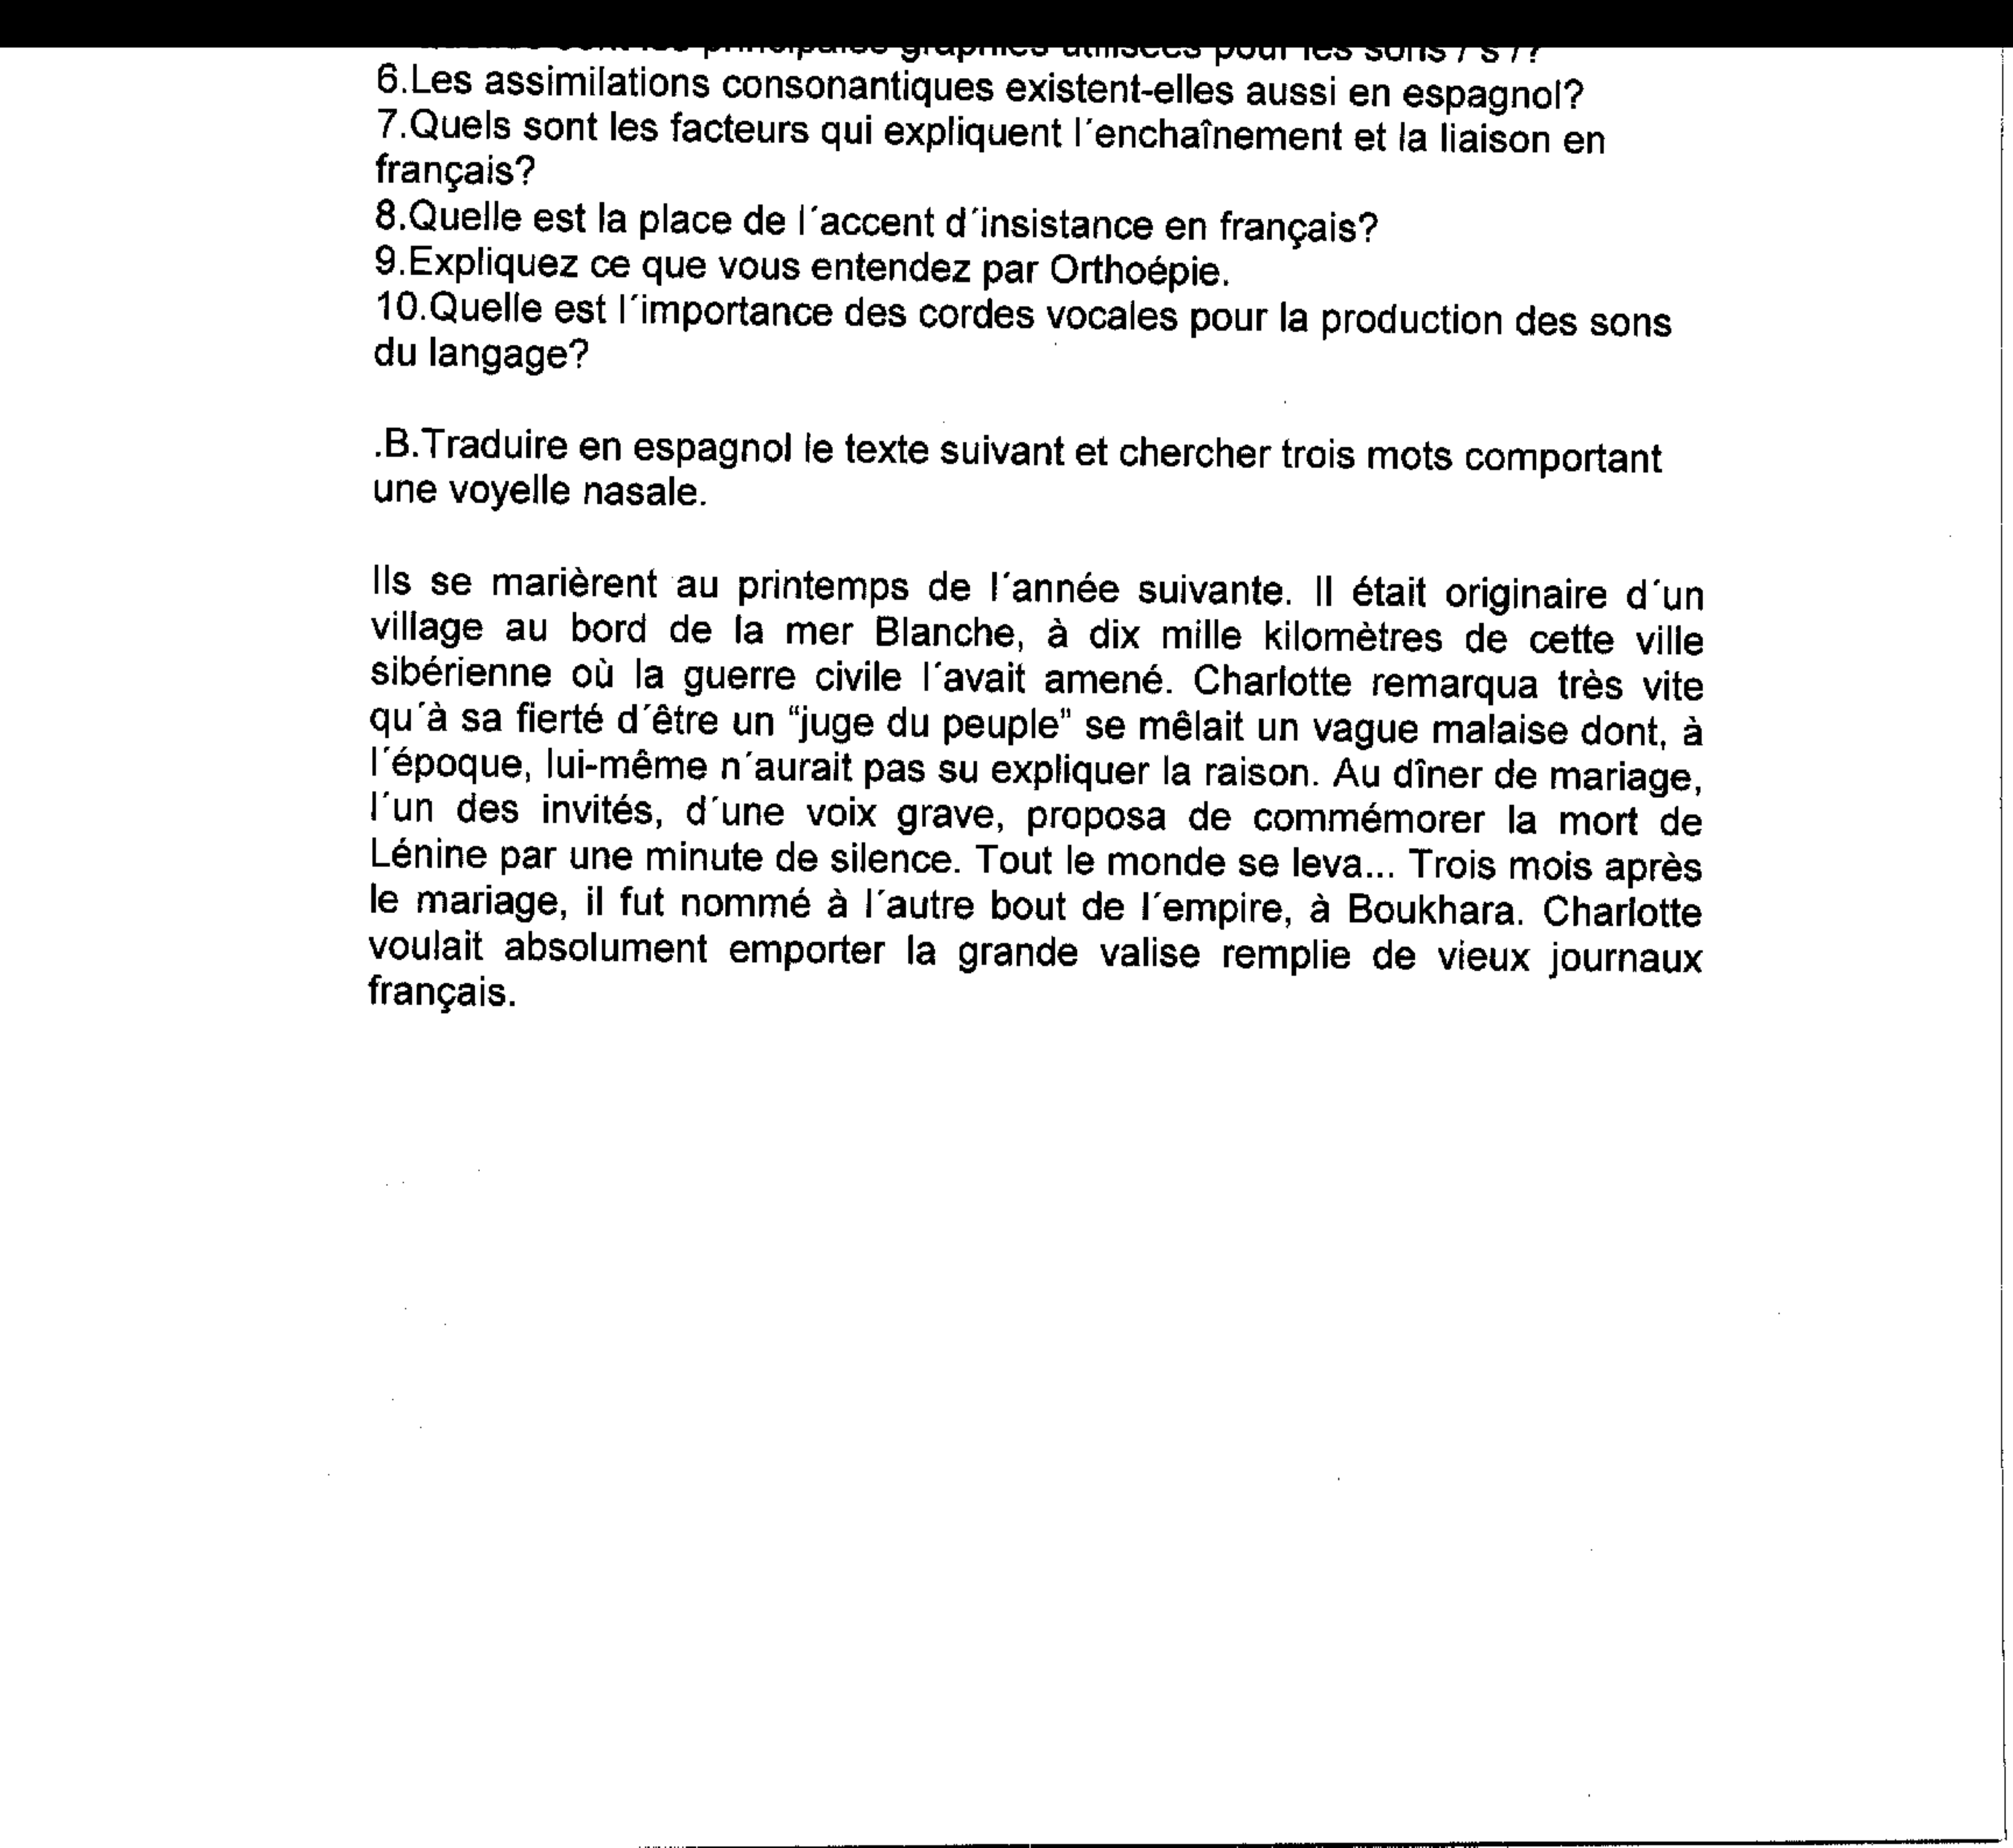 principales graphies utilisées pour les sons / s /?
6.Les assimilations consonantiques existent-elles aussi en espagnol?
7.Quels sont les facteurs qui expliquent l´enchaînement et la liaison en
français?
8.Quelle est la place de l´accent d´insistance en français?
9.Expliquez ce que vous entendez par Orthoépie.
10.Quelle est l´importance des cordes vocales pour la production des sons
du langage?
.B.Traduire en espagnol le texte suivant et chercher trois mots comportant
une voyelle nasale.
Ils se marièrent au printemps de l´année suivante. Il était originaire d´un
village au bord de la mer Blanche, à dix mille kilomètres de cette ville
sibérienne où la guerre civile l´avait amené. Charlotte remarqua très vite
qu´à sa fierté d´être un “juge du peuple” se mêlait un vague malaise dont, à
l´époque, lui-même n´aurait pas su expliquer la raison. Au dîner de mariage,
l´un des invités, d´une voix grave, proposa de commémorer la mort de
Lénine par une minute de silence. Tout le monde se leva... Trois mois après
le mariage, il fut nommé à l´autre bout de l´empire, à Boukhara. Charlotte
voulait absolument emporter la grande valise remplie de vieux journaux
français.